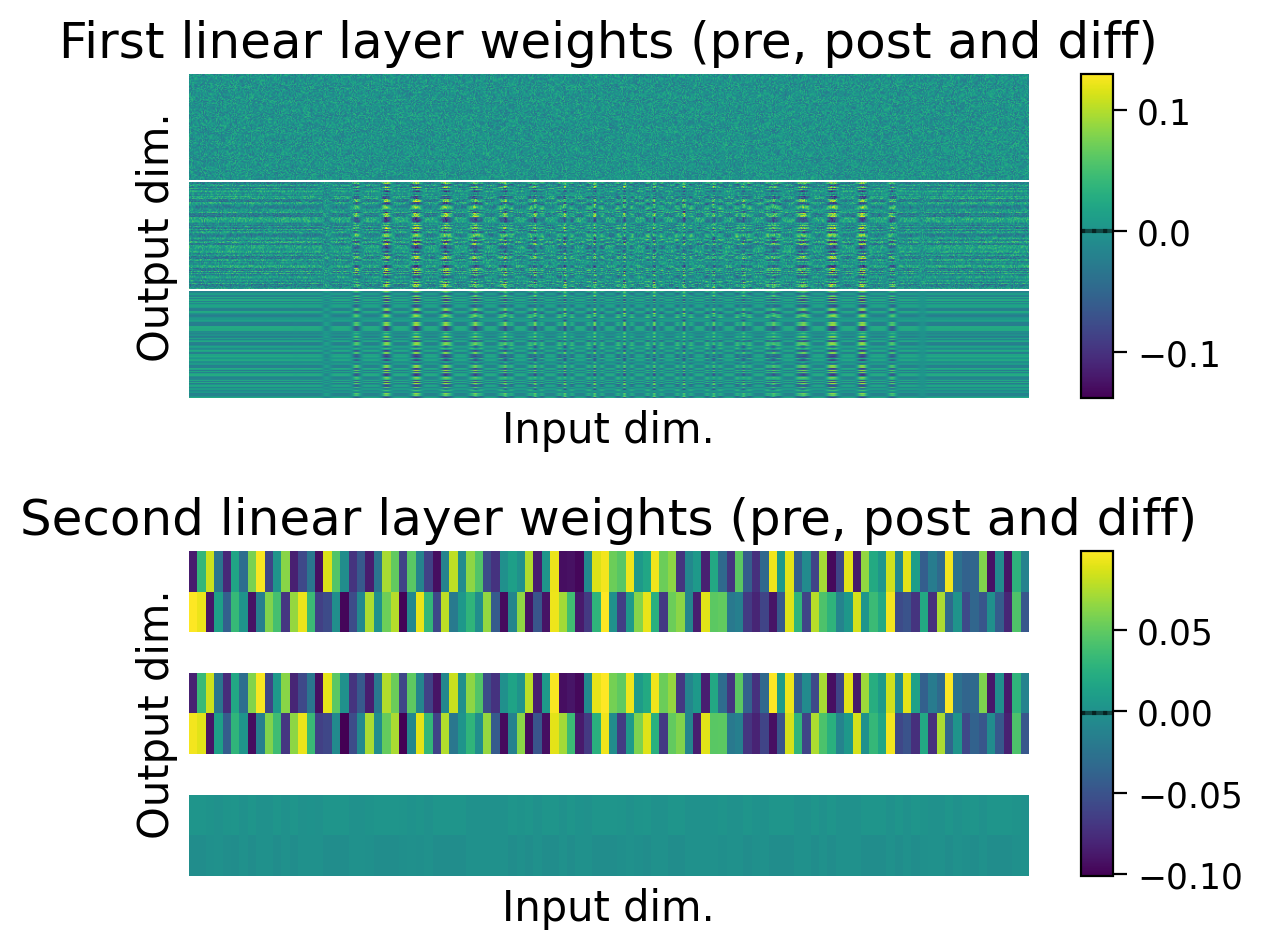 First linear layer weights (pre, post and diff)
Output dim.
0.1
0.0
−0.1
Input dim.
Second linear layer weights (pre, post and diff)
Output dim.
0.05
0.00
−0.05
−0.10
Input dim.